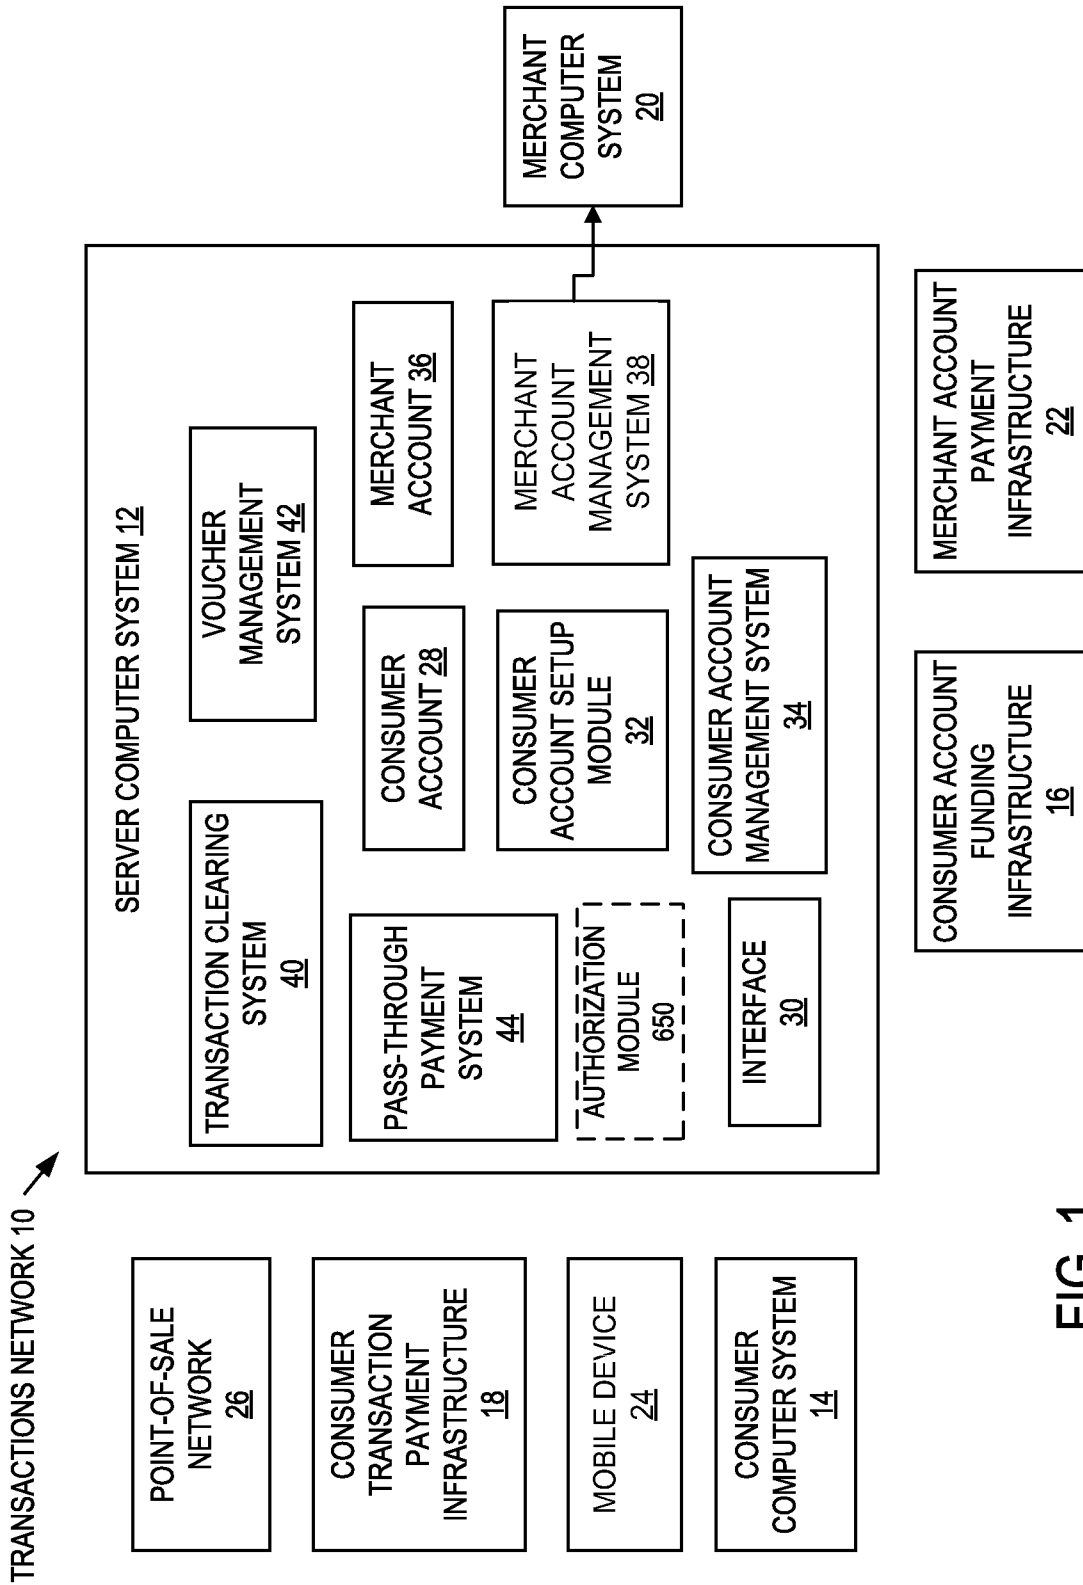 TRANSACTIONS NETWORK 10
POINT-OF-SALE
NETWORK
26
CONSUMER
TRANSACTION
PAYMENT
INFRASTRUCTURE
18
MOBILE DEVICE
24
CONSUMER
COMPUTER SYSTEM
14
SERVER COMPUTER SYSTEM 12
TRANSACTION CLEARING
SYSTEM
40
VOUCHER
MANAGEMENT
SYSTEM 42
PASS-THROUGH
PAYMENT
SYSTEM
44
CONSUMER
ACCOUNT 28
MERCHANT
ACCOUNT 36
AUTHORIZATION
MODULE
650
CONSUMER
ACCOUNT SETUP
MODULE
32
MERCHANT
ACCOUNT
MANAGEMENT
SYSTEM 38
INTERFACE
30
CONSUMER ACCOUNT
MANAGEMENT SYSTEM
34
MERCHANT
COMPUTER
SYSTEM
20
CONSUMER ACCOUNT
FUNDING
INFRASTRUCTURE
16
MERCHANT ACCOUNT
PAYMENT
INFRASTRUCTURE
22
FIG. 1